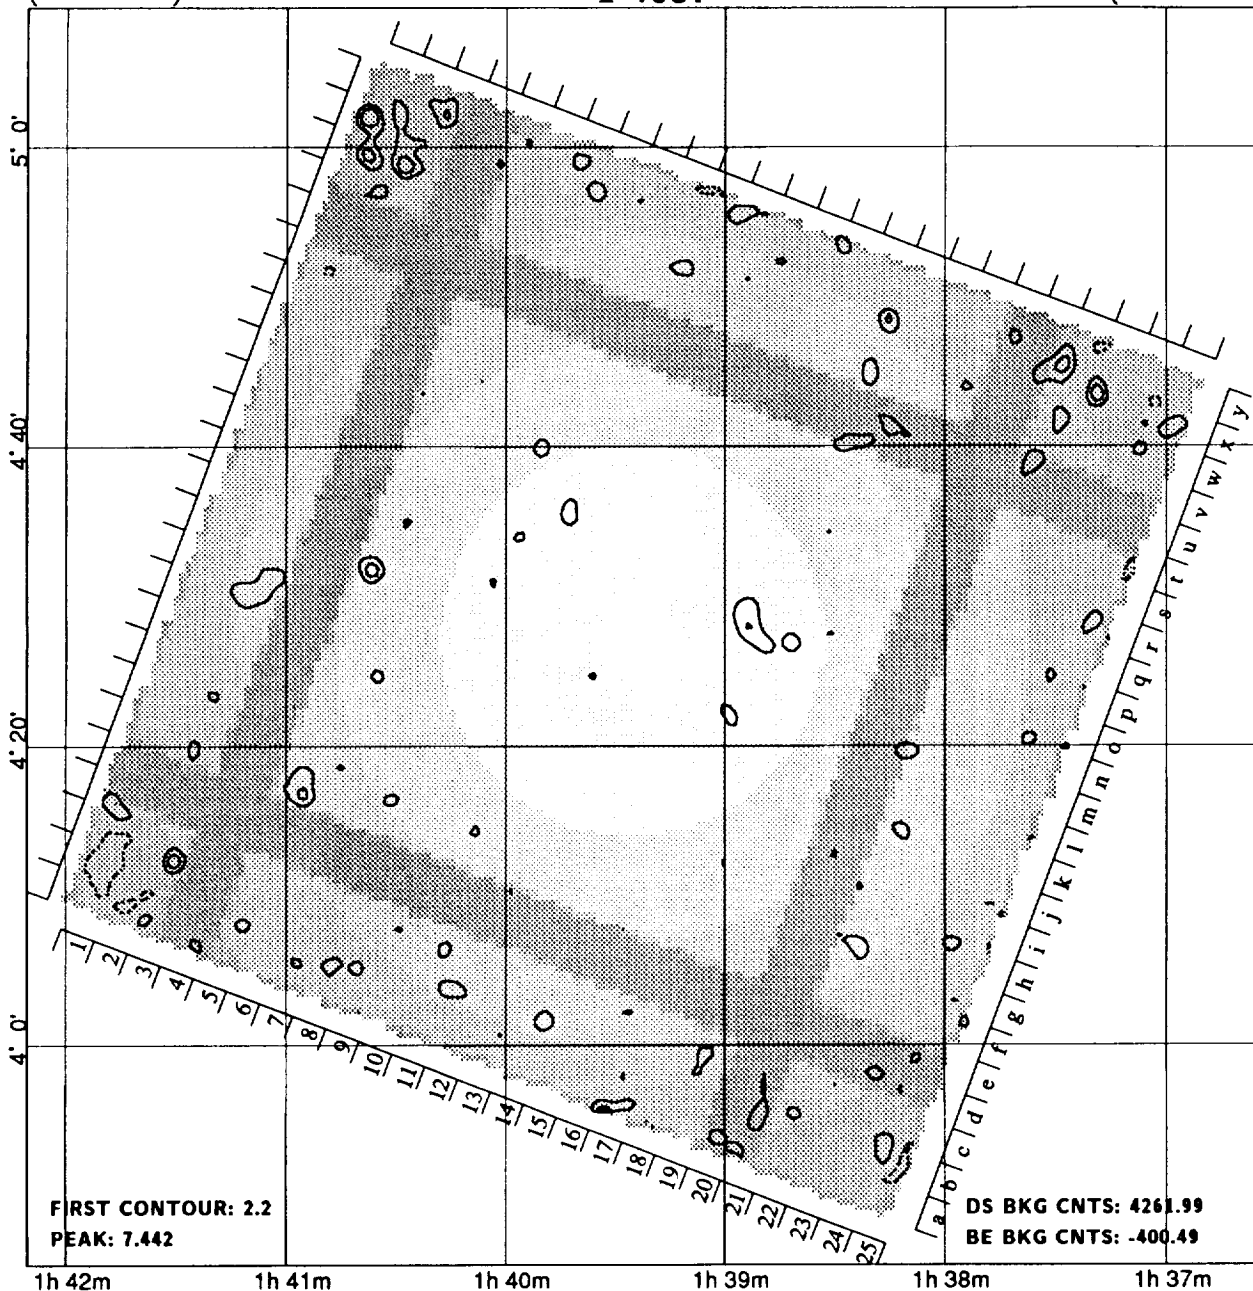 5° 0'
4° 40'
4° 20'
4° 0'
y
x
w
v
u
t
s
r
q
p
o
n
m
l
k
j
i
h
g
f
e
d
c
b
a
1 2 3 4 5 6 7 8 9 10 11 12 13 14 15 16 17 18 19 20 21 22 23 24 25
FIRST CONTOUR: 2.2
PEAK: 7.442
DS BKG CNTS: 4261.99
BE BKG CNTS: -400.49
1h 42m 1h 41m 1h 40m 1h 39m 1h 38m 1h 37m